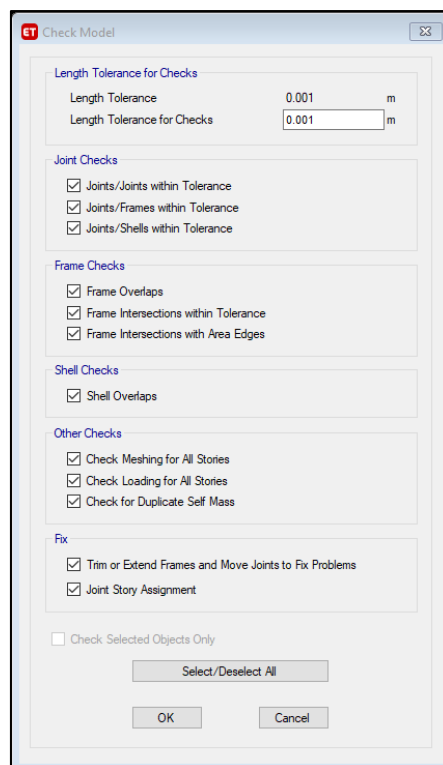 ET Check Model
Length Tolerance for Checks
Length Tolerance 0.001 m
Length Tolerance for Checks 0.001 m
Joint Checks
Joints/Joints within Tolerance
Joints/Frames within Tolerance
Joints/Shells within Tolerance
Frame Checks
Frame Overlaps
Frame Intersections within Tolerance
Frame Intersections with Area Edges
Shell Checks
Shell Overlaps
Other Checks
Check Meshing for All Stories
Check Loading for All Stories
Check for Duplicate Self Mass
Fix
Trim or Extend Frames and Move Joints to Fix Problems
Joint Story Assignment
Check Selected Objects Only
Select/Deselect All
OK Cancel